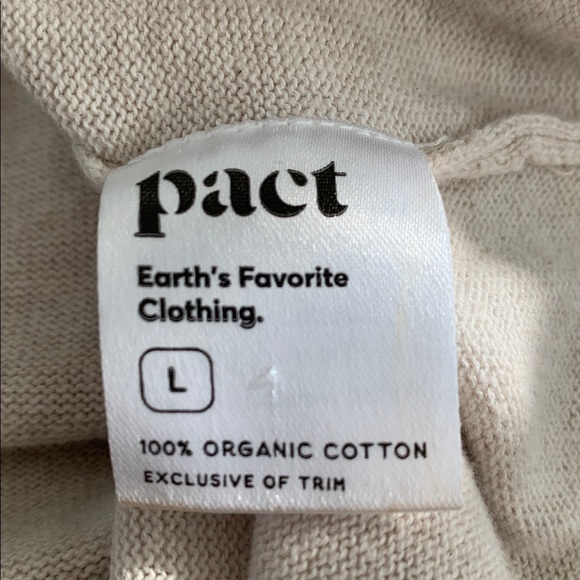 pact
Earth's Favorite
Clothing.
L
100% ORGANIC COTTON
EXCLUSIVE OF TRIM